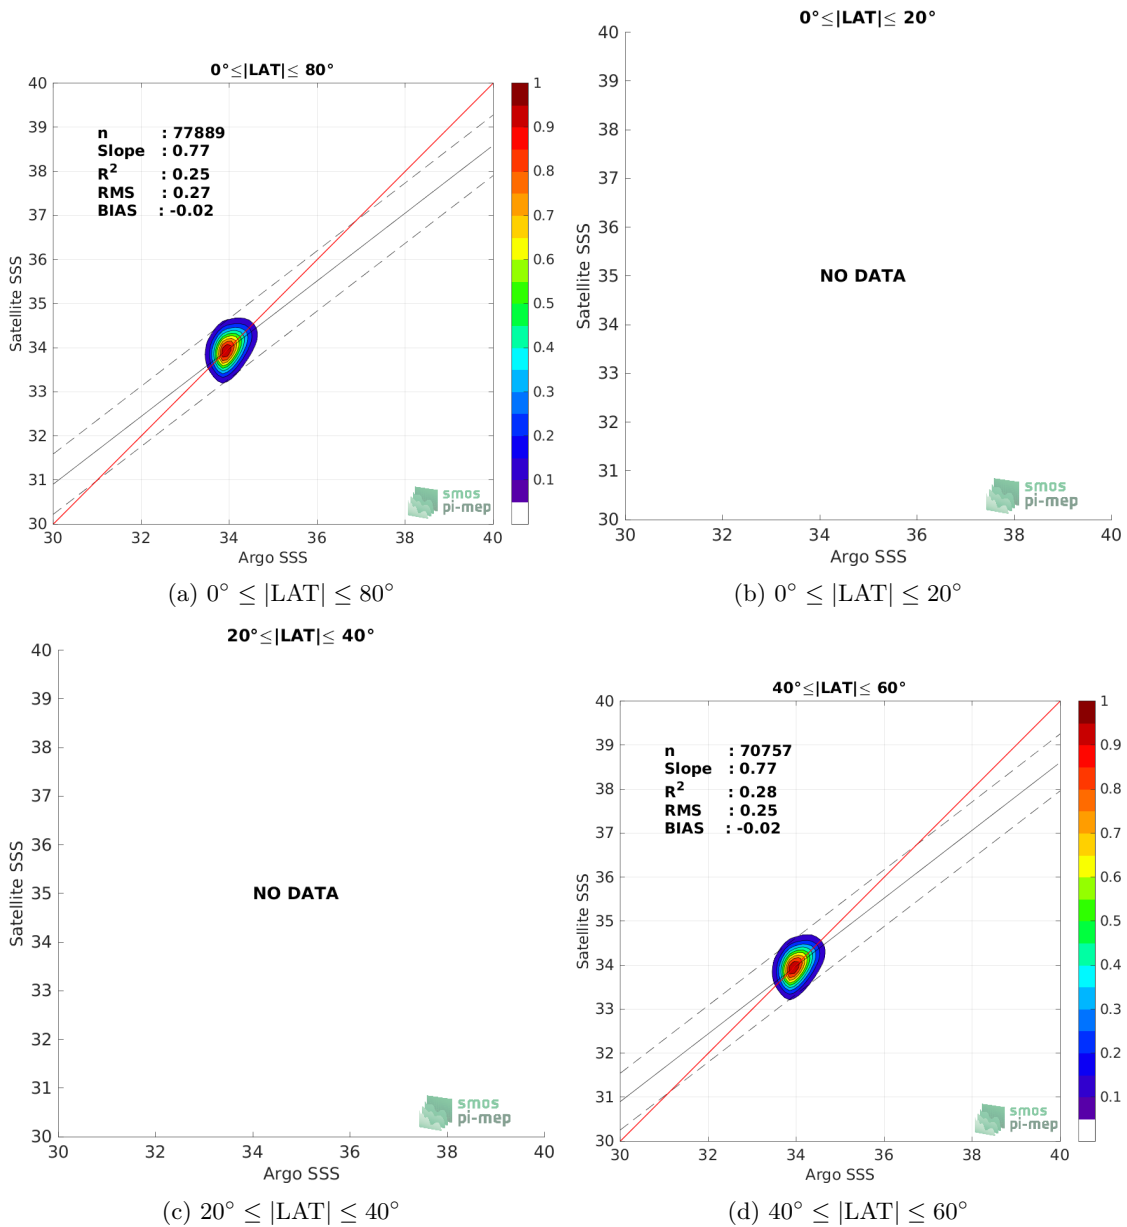 0°≤|LAT|≤ 80°
40
39
38
37
36
35
34
33
32
31
30
Satellite SSS
n : 77889
Slope : 0.77
R² : 0.25
RMS : 0.27
BIAS : -0.02
smos
pi-mep
30 32 34 36 38 40
Argo SSS
1
0.9
0.8
0.7
0.6
0.5
0.4
0.3
0.2
0.1
(a) 0° ≤ |LAT| ≤ 80°
0°≤|LAT|≤ 20°
40
39
38
37
36
35
34
33
32
31
30
Satellite SSS
NO DATA
smos
pi-mep
30 32 34 36 38 40
Argo SSS
(b) 0° ≤ |LAT| ≤ 20°
20°≤|LAT|≤ 40°
40
39
38
37
36
35
34
33
32
31
30
Satellite SSS
NO DATA
smos
pi-mep
30 32 34 36 38 40
Argo SSS
(c) 20° ≤ |LAT| ≤ 40°
40°≤|LAT|≤ 60°
40
39
38
37
36
35
34
33
32
31
30
Satellite SSS
n : 70757
Slope : 0.77
R² : 0.28
RMS : 0.25
BIAS : -0.02
smos
pi-mep
30 32 34 36 38 40
Argo SSS
1
0.9
0.8
0.7
0.6
0.5
0.4
0.3
0.2
0.1
(d) 40° ≤ |LAT| ≤ 60°